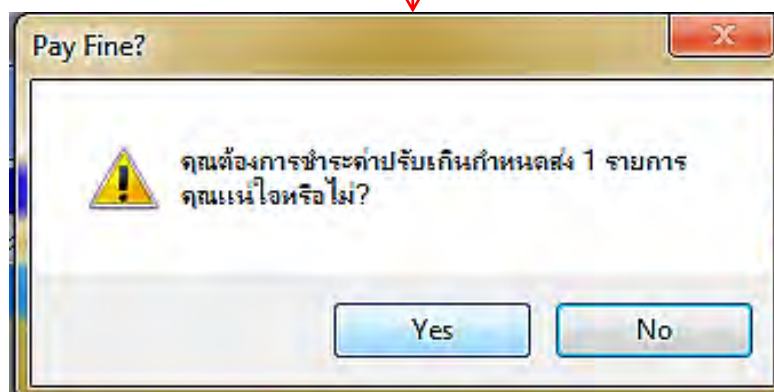 Pay Fine?
คุณต้องการชำระค่าปรับเกินกำหนดส่ง 1 รายการ
คุณแน่ใจหรือไม่?
Yes
No